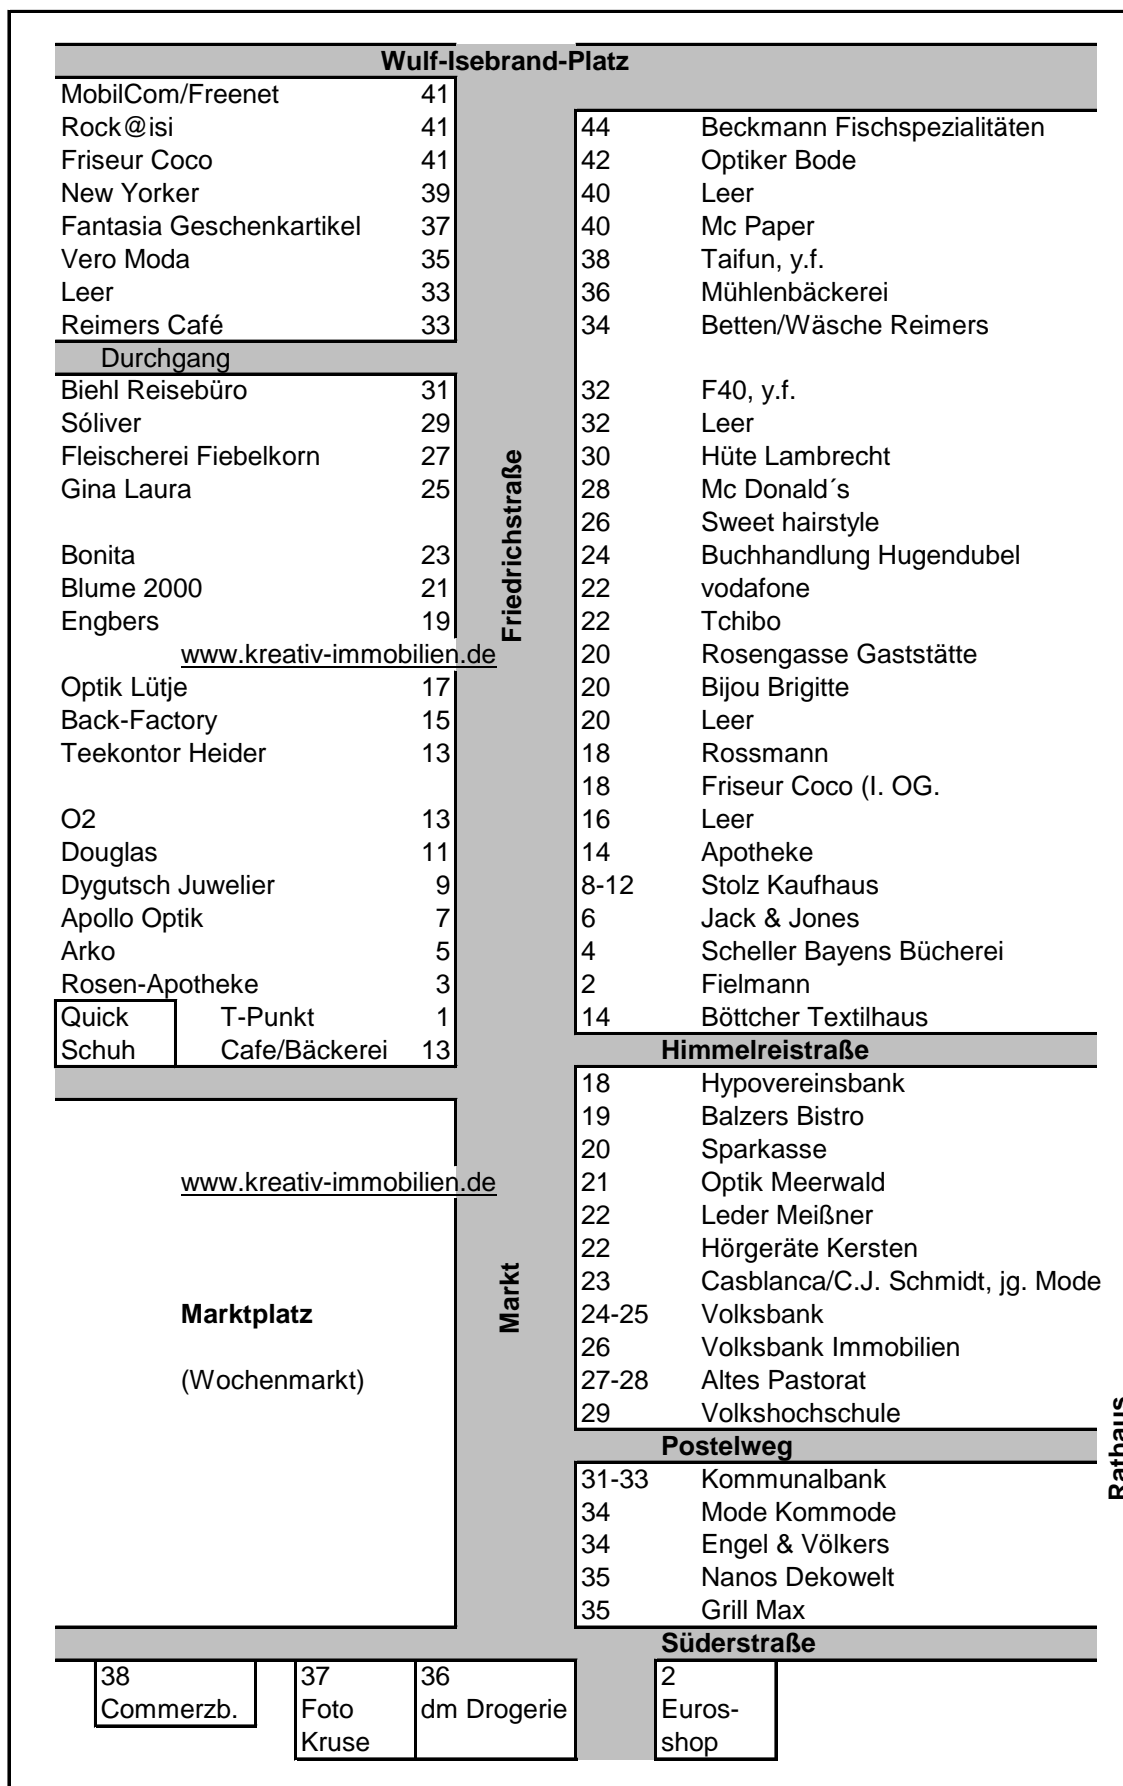 Wulf-Isebrand-Platz
MobilCom/Freenet 41
Rock@isi 41 44 Beckmann Fischspezialitäten
Friseur Coco 41 42 Optiker Bode
New Yorker 39 40 Leer
Fantasia Geschenkartikel 37 40 Mc Paper
Vero Moda 35 38 Taifun, y.f.
Leer 33 36 Mühlenbäckerei
Reimers Café 33 34 Betten/Wäsche Reimers
Durchgang
Biehl Reisebüro 31 32 F40, y.f.
Sóliver 29 32 Leer
Fleischerei Fiebelkorn 27 30 Hüte Lambrecht
Gina Laura 25 28 Mc Donald´s
26 Sweet hairstyle
Bonita 23 24 Buchhandlung Hugendubel
Blume 2000 21 22 vodafone
Engbers 19 22 Tchibo
Friedrichstraße
www.kreativ-immobilien.de 20 Rosengasse Gaststätte
Optik Lütje 17 20 Bijou Brigitte
Back-Factory 15 20 Leer
Teekontor Heider 13 18 Rossmann
18 Friseur Coco (I. OG.
O2 13 16 Leer
Douglas 11 14 Apotheke
Dygutsch Juwelier 9 8-12 Stolz Kaufhaus
Apollo Optik 7 6 Jack & Jones
Arko 5 4 Scheller Bayens Bücherei
Rosen-Apotheke 3 2 Fielmann
Quick T-Punkt 1 14 Böttcher Textilhaus
Schuh Cafe/Bäckerei 13 Himmelreistraße
18 Hypovereinsbank
19 Balzers Bistro
20 Sparkasse
www.kreativ-immobilien.de 21 Optik Meerwald
22 Leder Meißner
22 Hörgeräte Kersten
23 Casblanca/C.J. Schmidt, jg. Mode
Markt
Marktplatz 24-25 Volksbank
26 Volksbank Immobilien
(Wochenmarkt) 27-28 Altes Pastorat
29 Volkshochschule
Rathaus
Postelweg
31-33 Kommunalbank
34 Mode Kommode
34 Engel & Völkers
35 Nanos Dekowelt
35 Grill Max
Süderstraße
38 37 36 2
Commerzb. Foto dm Drogerie Euros-
Kruse shop